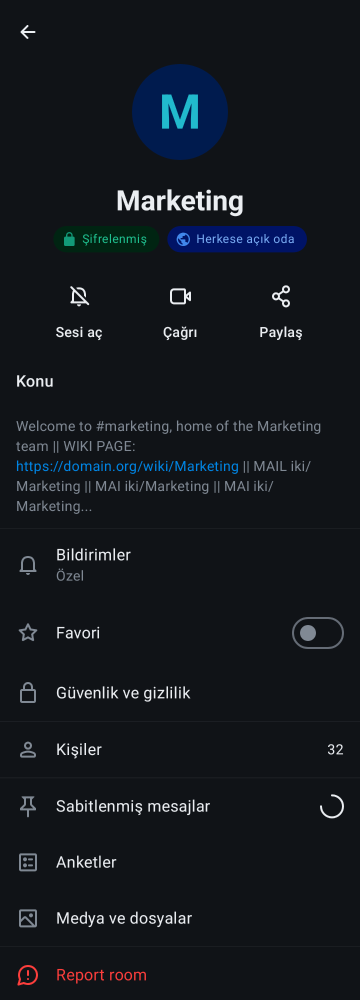 M
Marketing
Şifrelenmiş
Herkese açık oda
Sesi aç
Çağrı
Paylaş
Konu
Welcome to #marketing, home of the Marketing
team || WIKI PAGE:
https://domain.org/wiki/Marketing || MAIL iki/
Marketing || MAI iki/Marketing || MAI iki/
Marketing...
Bildirimler
Özel
Favori
Güvenlik ve gizlilik
Kişiler
32
Sabitlenmiş mesajlar
Anketler
Medya ve dosyalar
Report room